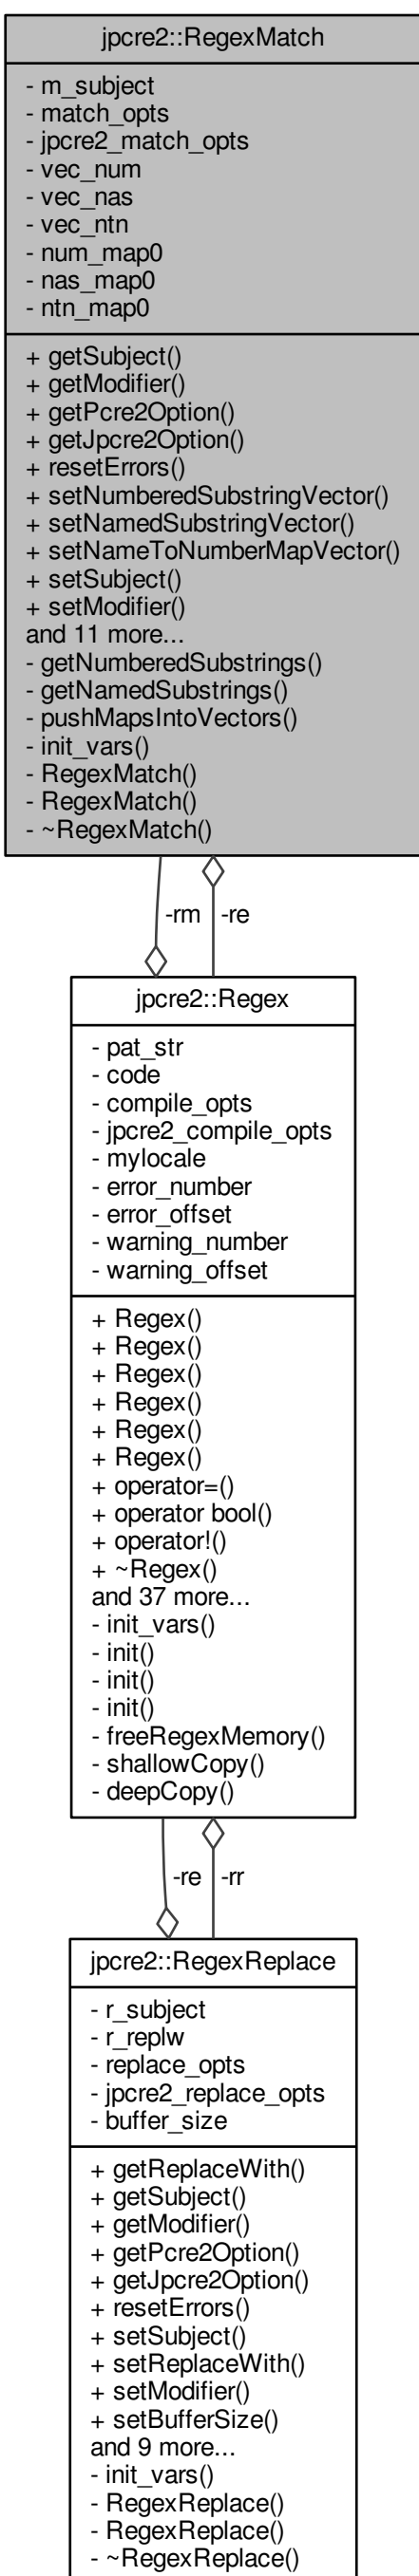 jpcre2::RegexMatch
- m_subject
- match_opts
- jpcre2_match_opts
- vec_num
- vec_nas
- vec_ntn
- num_map0
- nas_map0
- ntn_map0
+ getSubject()
+ getModifier()
+ getPcre2Option()
+ getJpcre2Option()
+ resetErrors()
+ setNumberedSubstringVector()
+ setNamedSubstringVector()
+ setNameToNumberMapVector()
+ setSubject()
+ setModifier()
and 11 more...
- getNumberedSubstrings()
- getNamedSubstrings()
- pushMapsIntoVectors()
- init_vars()
- RegexMatch()
- RegexMatch()
- ~RegexMatch()
-rm -re
jpcre2::Regex
- pat_str
- code
- compile_opts
- jpcre2_compile_opts
- mylocale
- error_number
- error_offset
- warning_number
- warning_offset
+ Regex()
+ Regex()
+ Regex()
+ Regex()
+ Regex()
+ Regex()
+ operator=()
+ operator bool()
+ operator!()
+ ~Regex()
and 37 more...
- init_vars()
- init()
- init()
- init()
- freeRegexMemory()
- shallowCopy()
- deepCopy()
-re -rr
jpcre2::RegexReplace
- r_subject
- r_replw
- replace_opts
- jpcre2_replace_opts
- buffer_size
+ getReplaceWith()
+ getSubject()
+ getModifier()
+ getPcre2Option()
+ getJpcre2Option()
+ resetErrors()
+ setSubject()
+ setReplaceWith()
+ setModifier()
+ setBufferSize()
and 9 more...
- init_vars()
- RegexReplace()
- RegexReplace()
- ~RegexReplace()